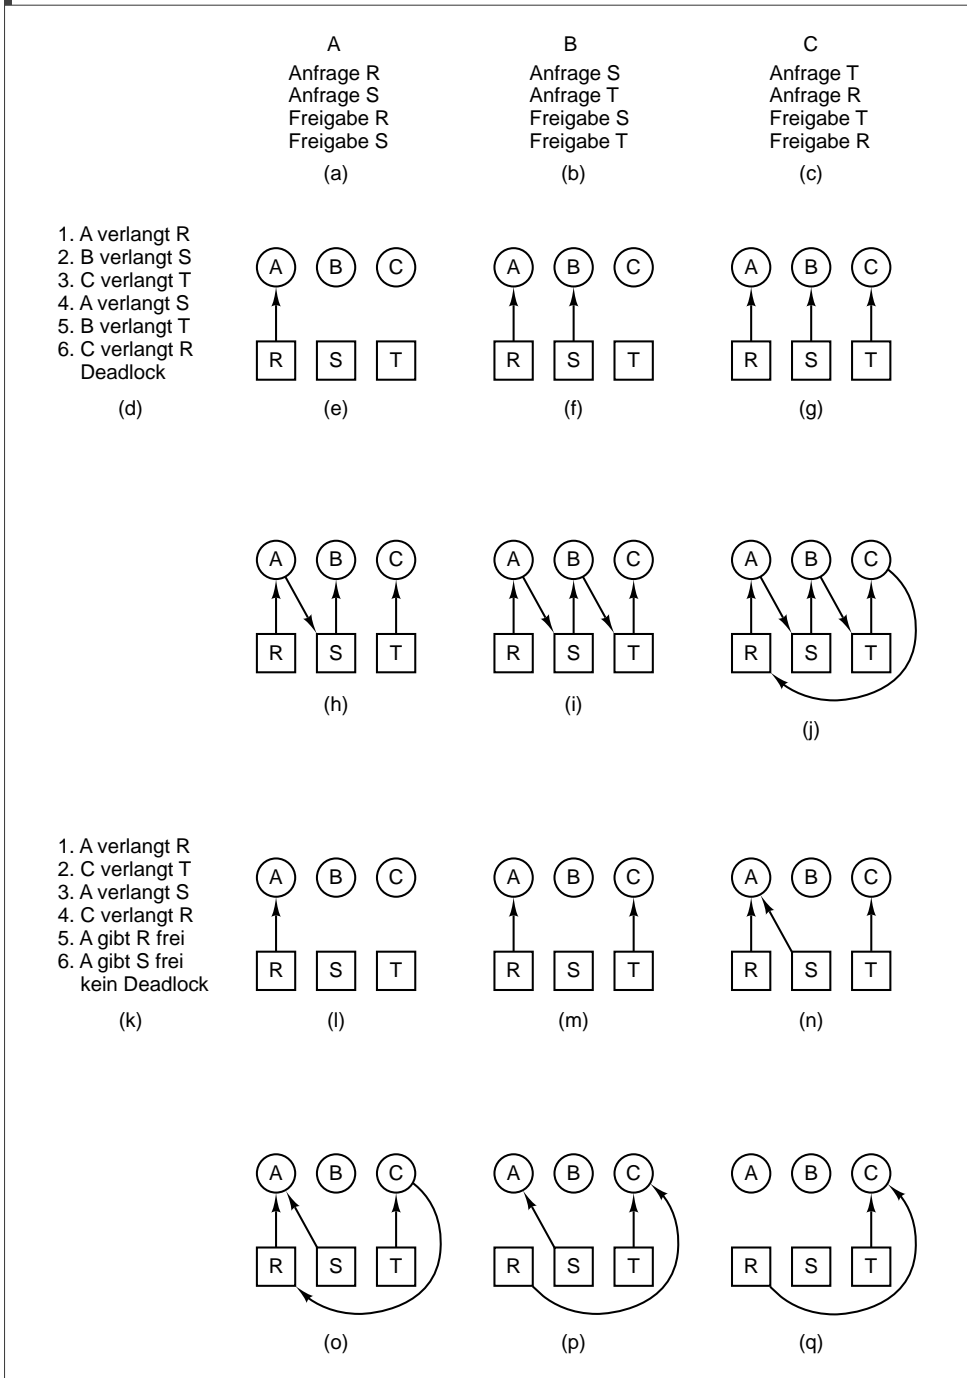 A
Anfrage R
Anfrage S
Freigabe R
Freigabe S
(a)
B
Anfrage S
Anfrage T
Freigabe S
Freigabe T
(b)
C
Anfrage T
Anfrage R
Freigabe T
Freigabe R
(c)
1. A verlangt R
2. B verlangt S
3. C verlangt T
4. A verlangt S
5. B verlangt T
6. C verlangt R
Deadlock
(d)
A B C
R S T
(e)
A B C
R S T
(f)
A B C
R S T
(g)
A B C
R S T
(h)
A B C
R S T
(i)
A B C
R S T
(j)
1. A verlangt R
2. C verlangt T
3. A verlangt S
4. C verlangt R
5. A gibt R frei
6. A gibt S frei
kein Deadlock
(k)
A B C
R S T
(l)
A B C
R S T
(m)
A B C
R S T
(n)
A B C
R S T
(o)
A B C
R S T
(p)
A B C
R S T
(q)